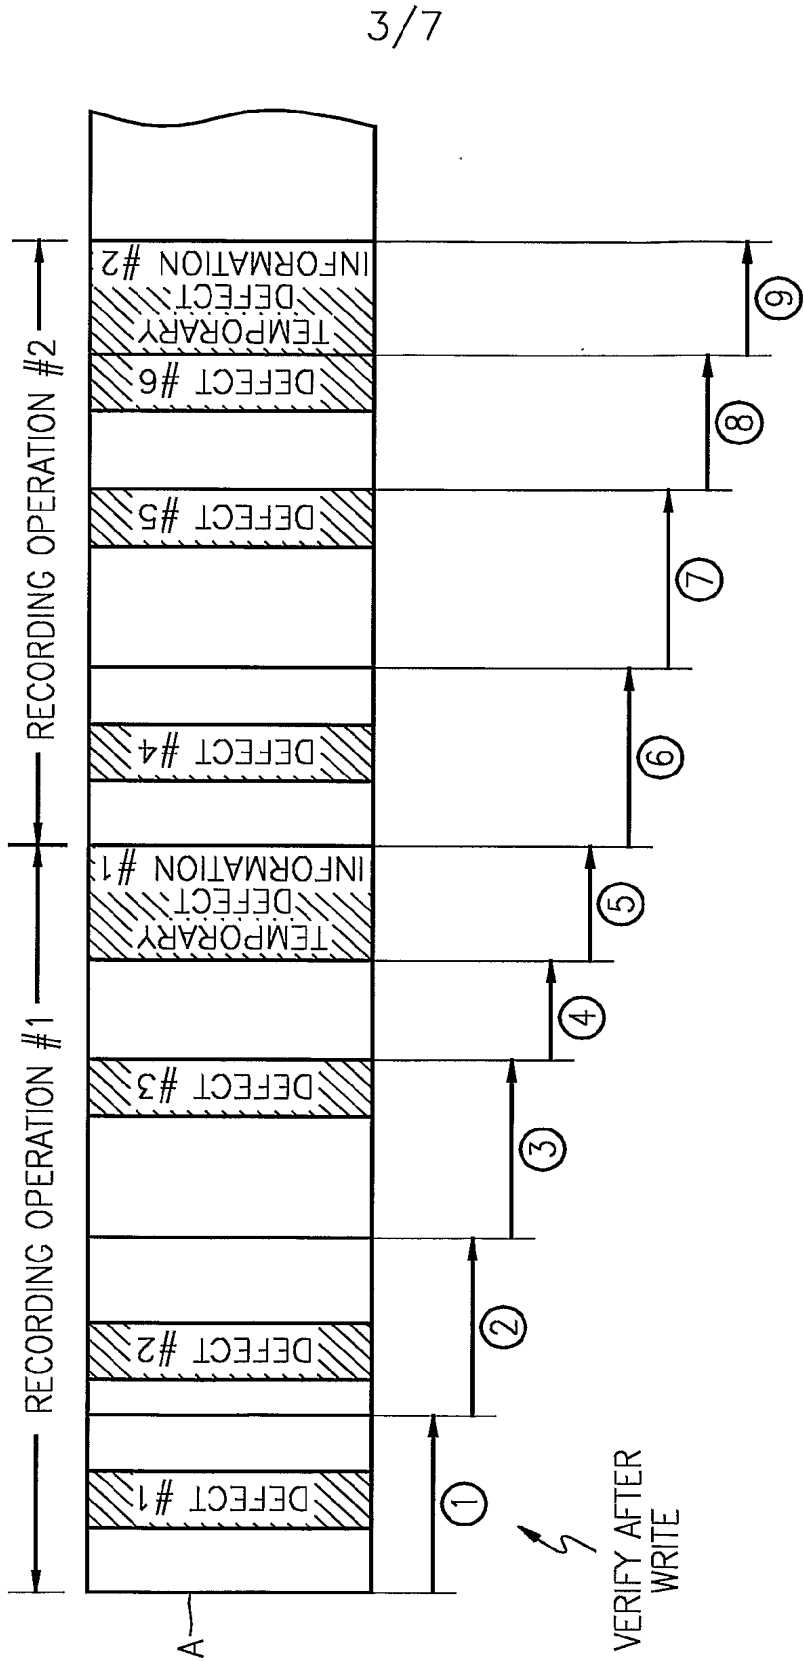 3/7
RECORDING OPERATION #1
RECORDING OPERATION #2
A
DEFECT #1
DEFECT #2
DEFECT #3
TEMPORARY
DEFECT
INFORMATION #1
DEFECT #4
DEFECT #5
DEFECT #6
TEMPORARY
DEFECT
INFORMATION #2
①
②
③
④
⑤
⑥
⑦
⑧
⑨
VERIFY AFTER
WRITE